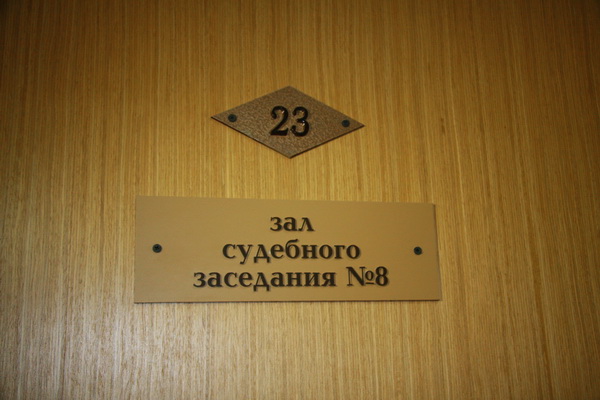 23
зал
судебного
заседания №8